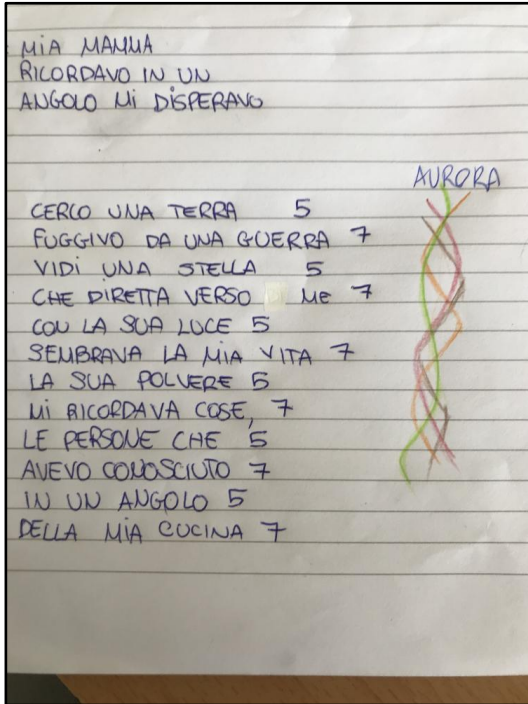 MIA MAMMA
RICORDAVO IN UN
ANGOLO MI DISPERAVO
AURORA
CERCO UNA TERRA 5
FUGGIVO DA UNA GUERRA 7
VIDI UNA STELLA 5
CHE DIRETTA VERSO ME 7
CON LA SUA LUCE 5
SEMBRAVA LA MIA VITA 7
LA SUA POLVERE 5
MI RICORDAVA COSE, 7
LE PERSONE CHE 5
AVEVO CONOSCIUTO 7
IN UN ANGOLO 5
DELLA MIA CUCINA 7